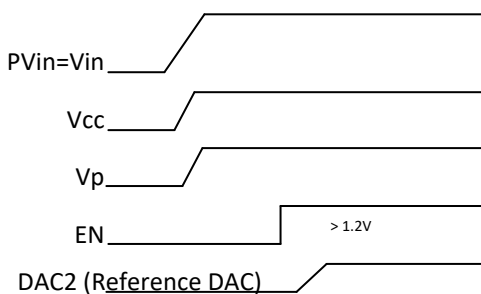 PVin=Vin
Vcc
Vp
EN
> 1.2V
DAC2 (Reference DAC)